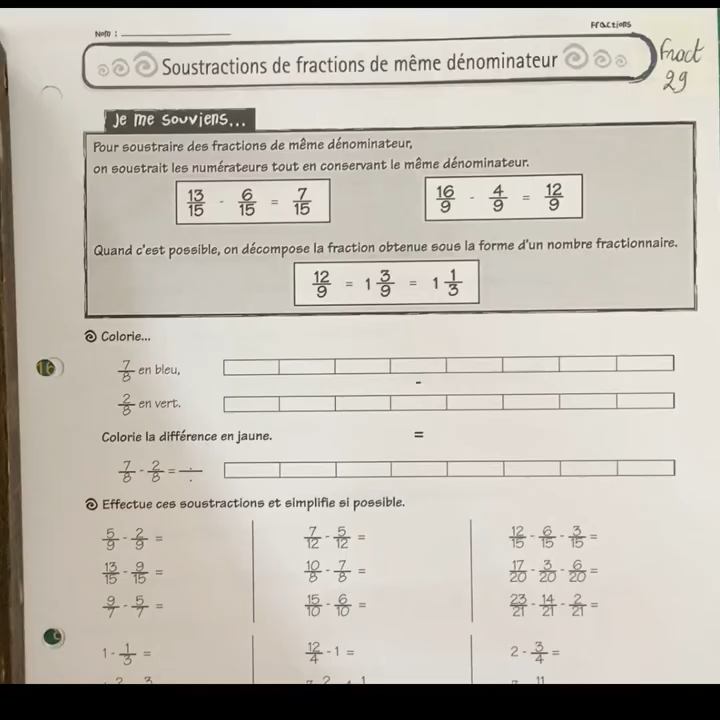 Nom : ____________ Fractions
Soustractions de fractions de même dénominateur
Fract 29
Je me souviens...
Pour soustraire des fractions de même dénominateur,
on soustrait les numérateurs tout en conservant le même dénominateur.
13/15 - 6/15 = 7/15 16/9 - 4/9 = 12/9
Quand c'est possible, on décompose la fraction obtenue sous la forme d'un nombre fractionnaire.
12/9 = 1 3/9 = 1 1/3
Colorie...
16
7/8 en bleu,
-
2/8 en vert.
Colorie la différence en jaune. =
7/8 - 2/8 = —
Effectue ces soustractions et simplifie si possible.
5/9 - 2/9 = 7/12 - 5/12 = 12/15 - 6/15 - 3/15 =
13/15 - 9/15 = 10/8 - 7/8 = 17/20 - 3/20 - 6/20 =
9/7 - 5/7 = 15/10 - 6/10 = 23/21 - 14/21 - 2/21 =
1 - 1/3 = 12/4 - 1 = 2 - 3/4 =